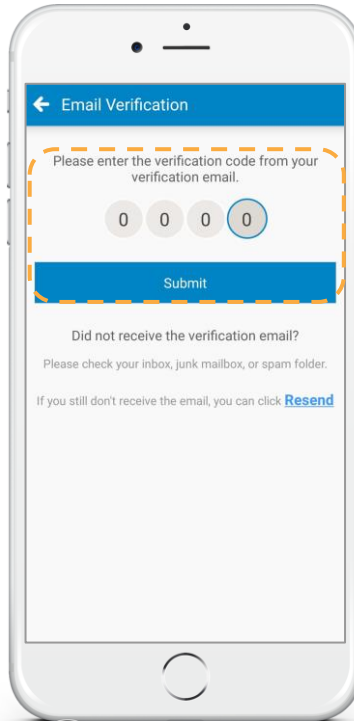 Email Verification
Please enter the verification code from your
verification email.
0 0 0 0
Submit
Did not receive the verification email?
Please check your inbox, junk mailbox, or spam folder.
If you still don't receive the email, you can click Resend